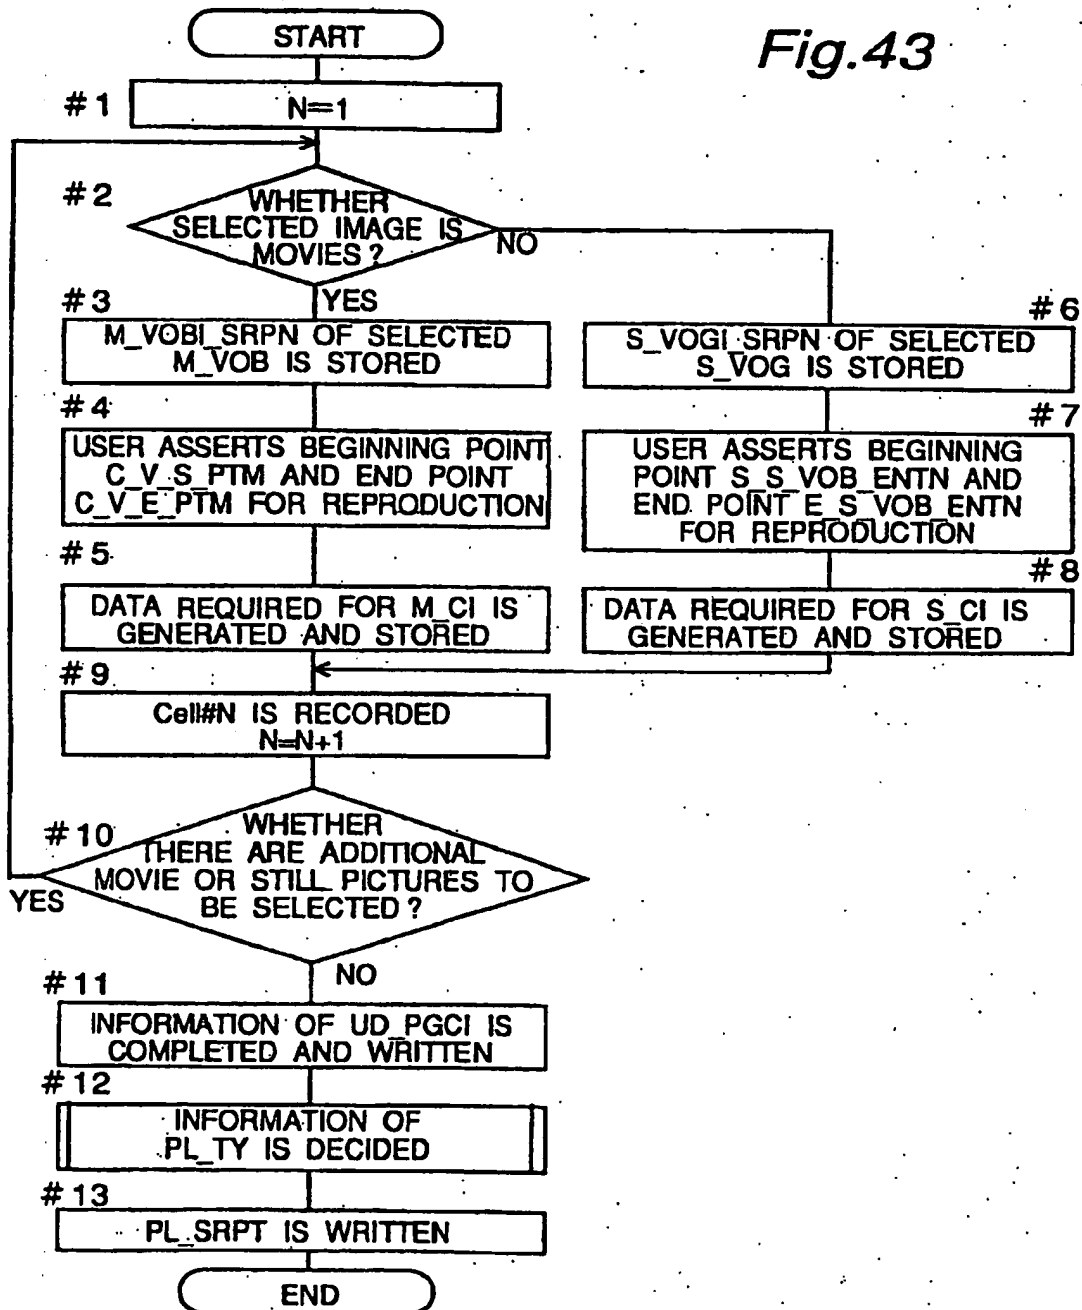 Fig.43
START
#1
N=1
#2
WHETHER
SELECTED IMAGE IS
MOVIES?
NO
YES
#3
M_VOBI_SRPN OF SELECTED
M_VOB IS STORED
#4
USER ASSERTS BEGINNING POINT
C_V_S_PTM AND END POINT
C_V_E_PTM FOR REPRODUCTION
#5
DATA REQUIRED FOR M_CI IS
GENERATED AND STORED
#6
S_VOGI SRPN OF SELECTED
S_VOG IS STORED
#7
USER ASSERTS BEGINNING
POINT S_S_VOB_ENTN AND
END POINT E_S_VOB_ENTN
FOR REPRODUCTION
#8
DATA REQUIRED FOR S_CI IS
GENERATED AND STORED
#9
Cell#N IS RECORDED
N=N+1
#10
WHETHER
THERE ARE ADDITIONAL
MOVIE OR STILL PICTURES TO
BE SELECTED?
YES
NO
#11
INFORMATION OF UD_PGCI IS
COMPLETED AND WRITTEN
#12
INFORMATION OF
PL_TY IS DECIDED
#13
PL_SRPT IS WRITTEN
END